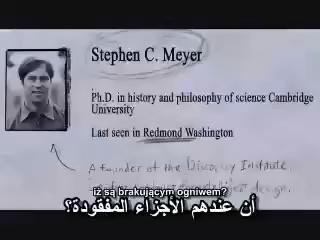 Stephen C. Meyer
Ph.D. in history and philosophy of science Cambridge
University
Last seen in Redmond Washington
A founder of the Discovery Institute
iż są brakującym ogniwem?
أن عندهم الأجزاء المفقودة؟